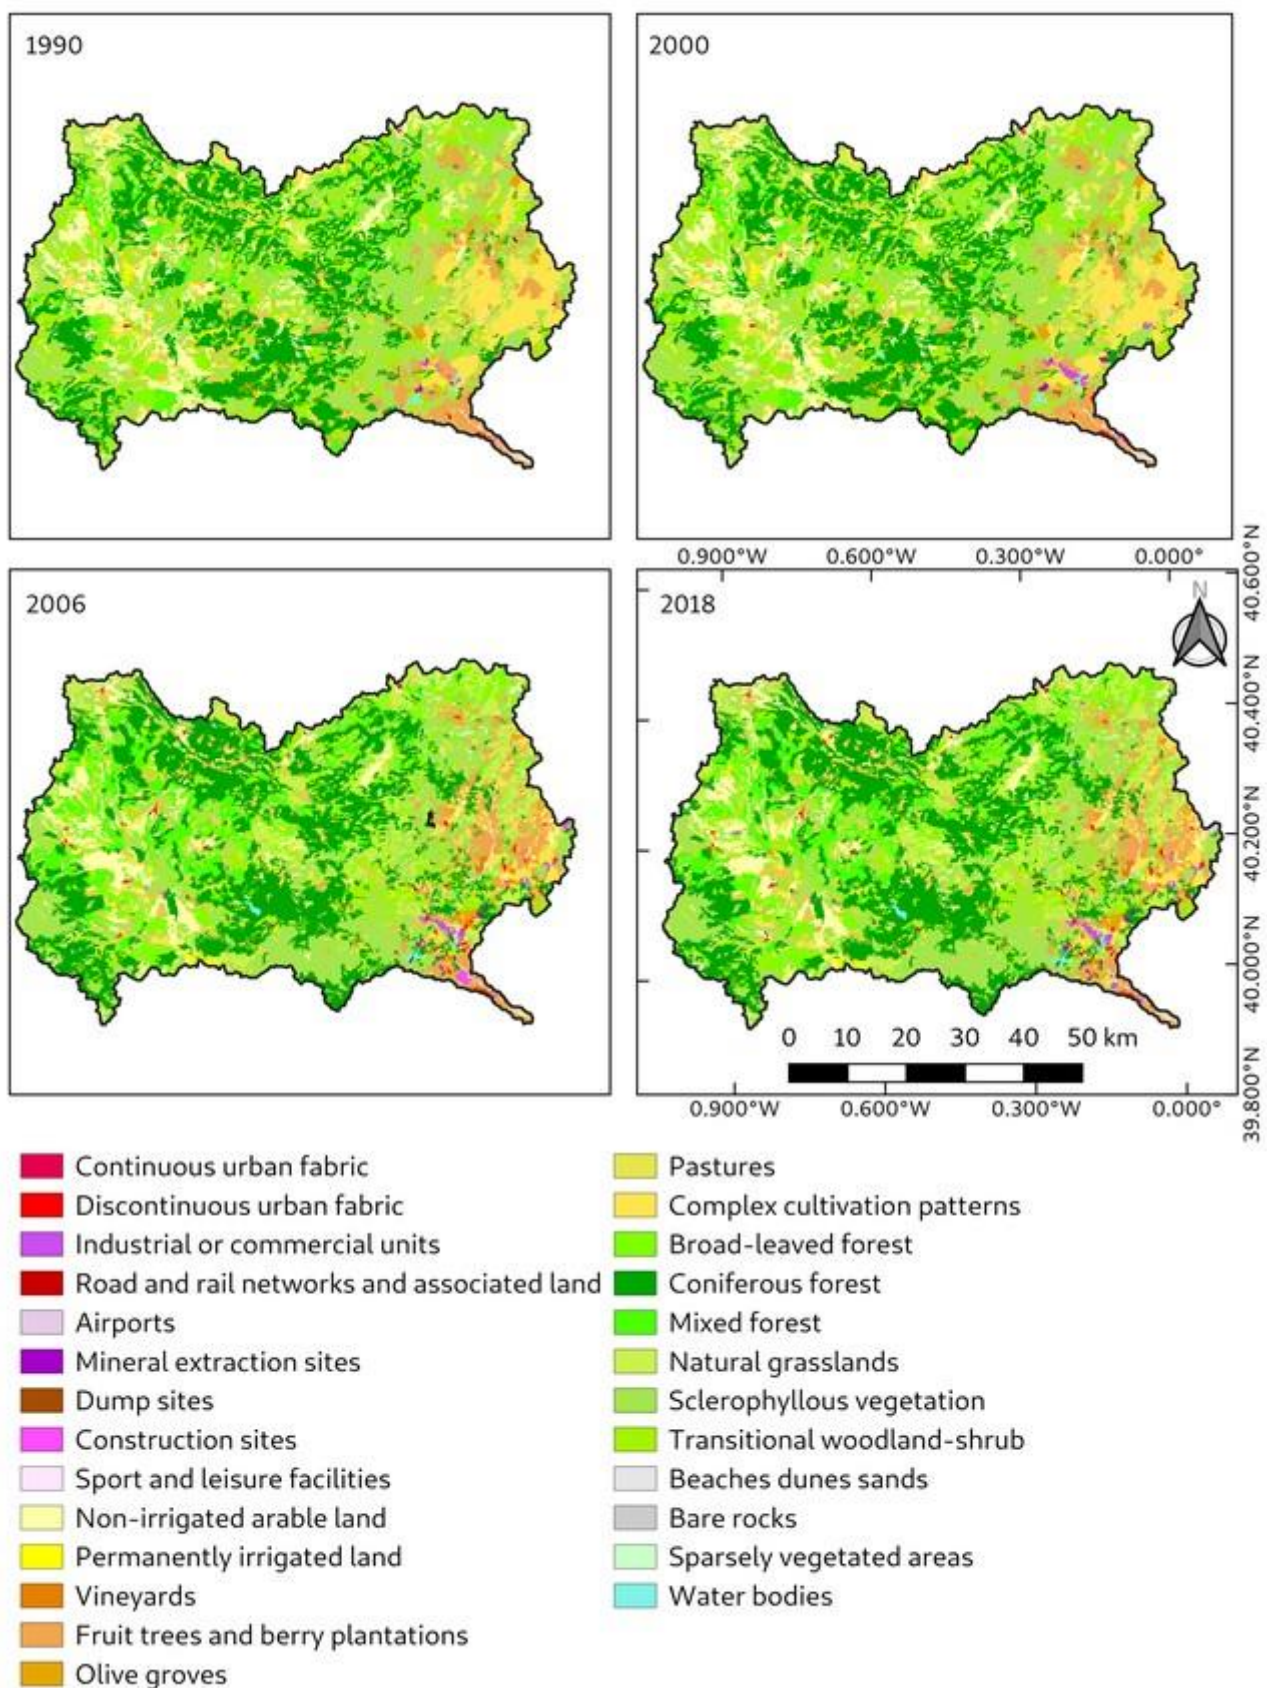 1990
2000
0.900°W 0.600°W 0.300°W 0.000°
2006
2018
N
40.600°N
40.400°N
40.200°N
40.000°N
39.800°N
0 10 20 30 40 50 km
0.900°W 0.600°W 0.300°W 0.000°
Continuous urban fabric
Discontinuous urban fabric
Industrial or commercial units
Road and rail networks and associated land
Airports
Mineral extraction sites
Dump sites
Construction sites
Sport and leisure facilities
Non-irrigated arable land
Permanently irrigated land
Vineyards
Fruit trees and berry plantations
Olive groves
Pastures
Complex cultivation patterns
Broad-leaved forest
Coniferous forest
Mixed forest
Natural grasslands
Sclerophyllous vegetation
Transitional woodland-shrub
Beaches dunes sands
Bare rocks
Sparsely vegetated areas
Water bodies